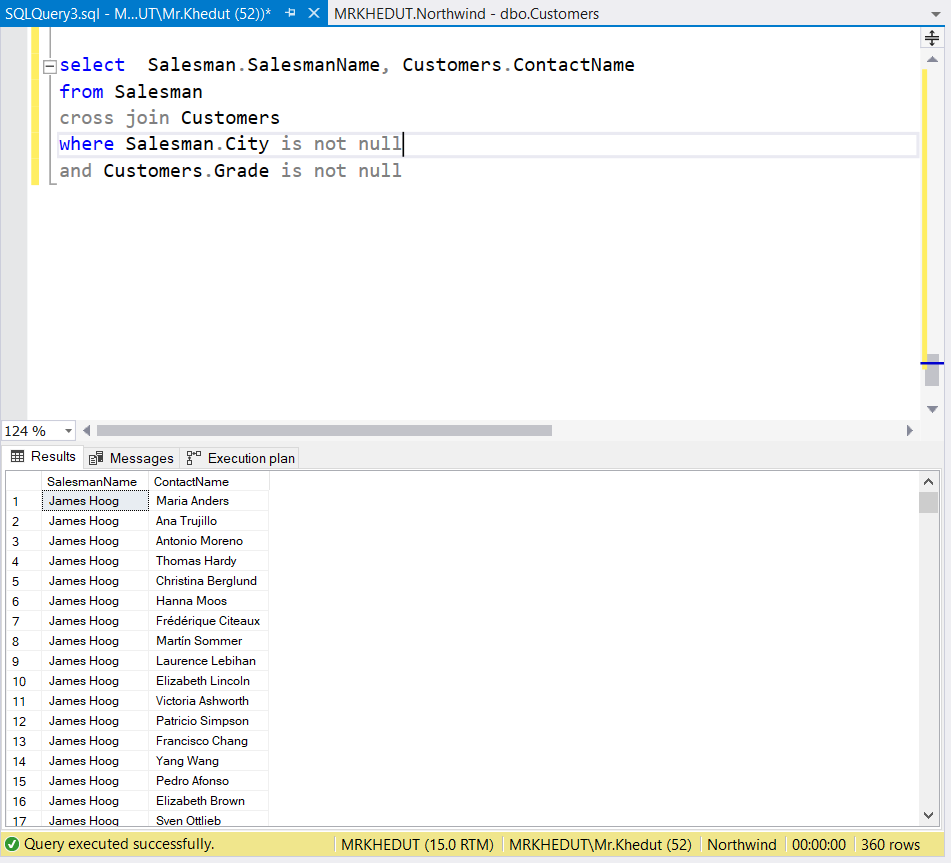 SQLQuery3.sql - M...UT\Mr.Khedut (52))* MRKHEDUT.Northwind - dbo.Customers
select  Salesman.SalesmanName, Customers.ContactName
from Salesman
cross join Customers
where Salesman.City is not null
and Customers.Grade is not null
124 %
Results Messages Execution plan
SalesmanName ContactName
1 James Hoog Maria Anders
2 James Hoog Ana Trujillo
3 James Hoog Antonio Moreno
4 James Hoog Thomas Hardy
5 James Hoog Christina Berglund
6 James Hoog Hanna Moos
7 James Hoog Frédérique Citeaux
8 James Hoog Martín Sommer
9 James Hoog Laurence Lebihan
10 James Hoog Elizabeth Lincoln
11 James Hoog Victoria Ashworth
12 James Hoog Patricio Simpson
13 James Hoog Francisco Chang
14 James Hoog Yang Wang
15 James Hoog Pedro Afonso
16 James Hoog Elizabeth Brown
17 James Hoog Sven Ottlieb
Query executed successfully. MRKHEDUT (15.0 RTM) MRKHEDUT\Mr.Khedut (52) Northwind 00:00:00 360 rows